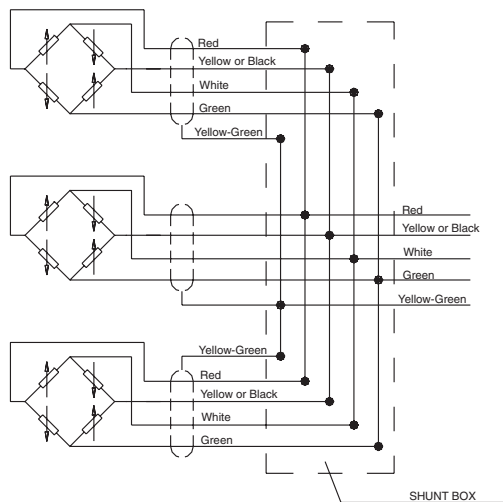 Red
Yellow or Black
White
Green
Yellow-Green
Red
Yellow or Black
White
Green
Yellow-Green
Yellow-Green
Red
Yellow or Black
White
Green
SHUNT BOX